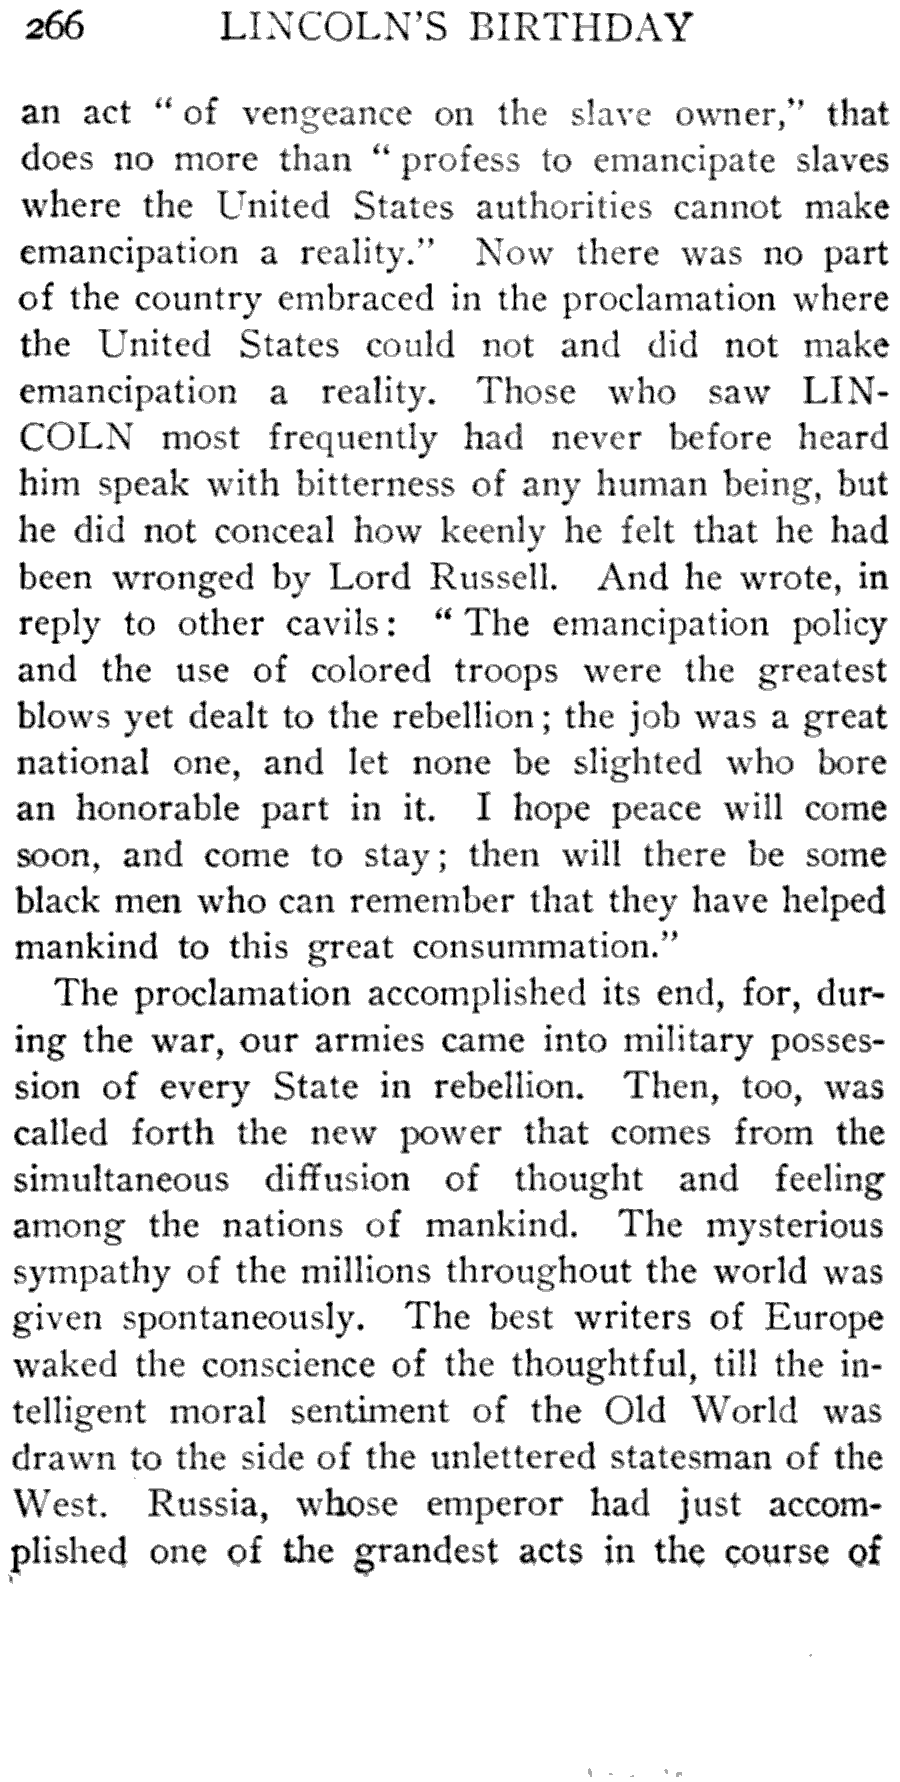 266 LINCOLN'S BIRTHDAY
an act “ of vengeance on the slave owner,” that
does no more than “ profess to emancipate slaves
where the United States authorities cannot make
emancipation a reality.” Now there was no part
of the country embraced in the proclamation where
the United States could not and did not make
emancipation a reality. Those who saw LIN-
COLN most frequently had never before heard
him speak with bitterness of any human being, but
he did not conceal how keenly he felt that he had
been wronged by Lord Russell. And he wrote, in
reply to other cavils: “ The emancipation policy
and the use of colored troops were the greatest
blows yet dealt to the rebellion; the job was a great
national one, and let none be slighted who bore
an honorable part in it. I hope peace will come
soon, and come to stay; then will there be some
black men who can remember that they have helped
mankind to this great consummation.”
The proclamation accomplished its end, for, dur-
ing the war, our armies came into military posses-
sion of every State in rebellion. Then, too, was
called forth the new power that comes from the
simultaneous diffusion of thought and feeling
among the nations of mankind. The mysterious
sympathy of the millions throughout the world was
given spontaneously. The best writers of Europe
waked the conscience of the thoughtful, till the in-
telligent moral sentiment of the Old World was
drawn to the side of the unlettered statesman of the
West. Russia, whose emperor had just accom-
plished one of the grandest acts in the course of